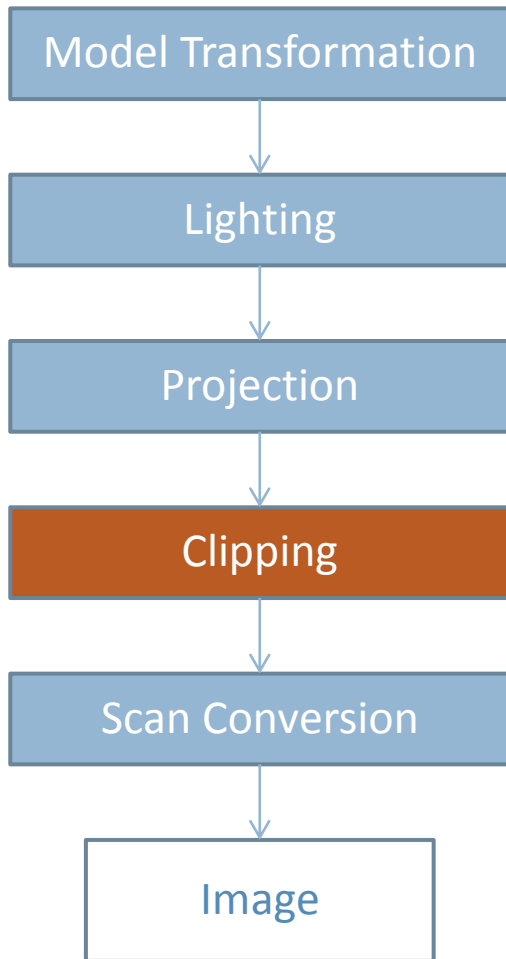 Model Transformation
Lighting
Projection
Clipping
Scan Conversion
Image